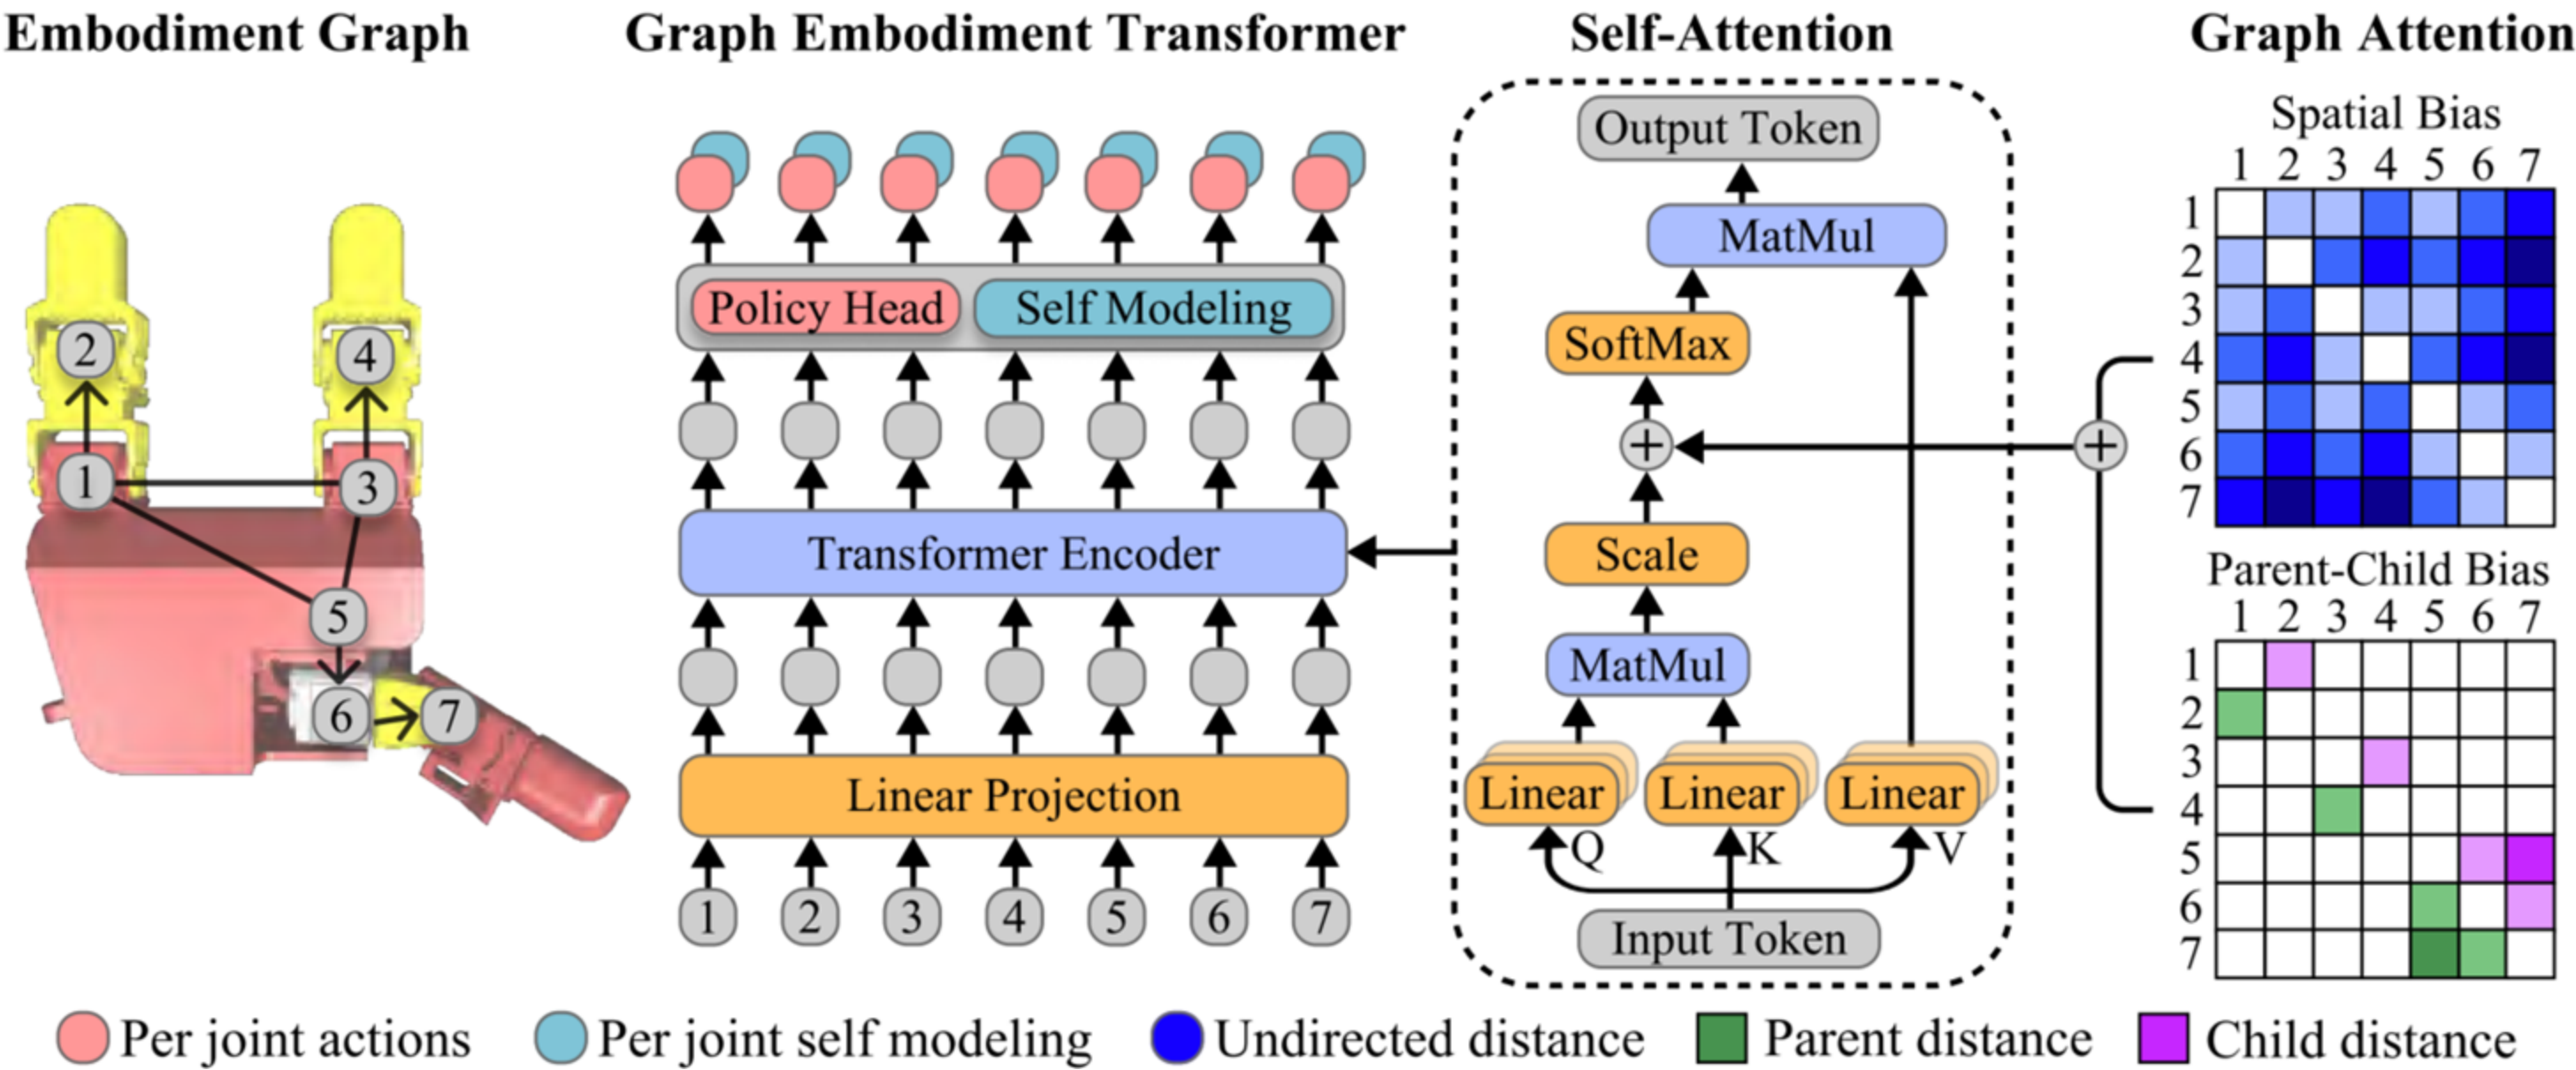 Embodiment Graph
2
4
1
3
5
6
7
Graph Embodiment Transformer
Policy Head
Self Modeling
Transformer Encoder
Linear Projection
1 2 3 4 5 6 7
Self-Attention
Output Token
MatMul
SoftMax
+
Scale
MatMul
Linear
Linear
Linear
Q
K
V
Input Token
+
Graph Attention
Spatial Bias
1 2 3 4 5 6 7
1
2
3
4
5
6
7
Parent-Child Bias
1 2 3 4 5 6 7
1
2
3
4
5
6
7
Per joint actions
Per joint self modeling
Undirected distance
Parent distance
Child distance